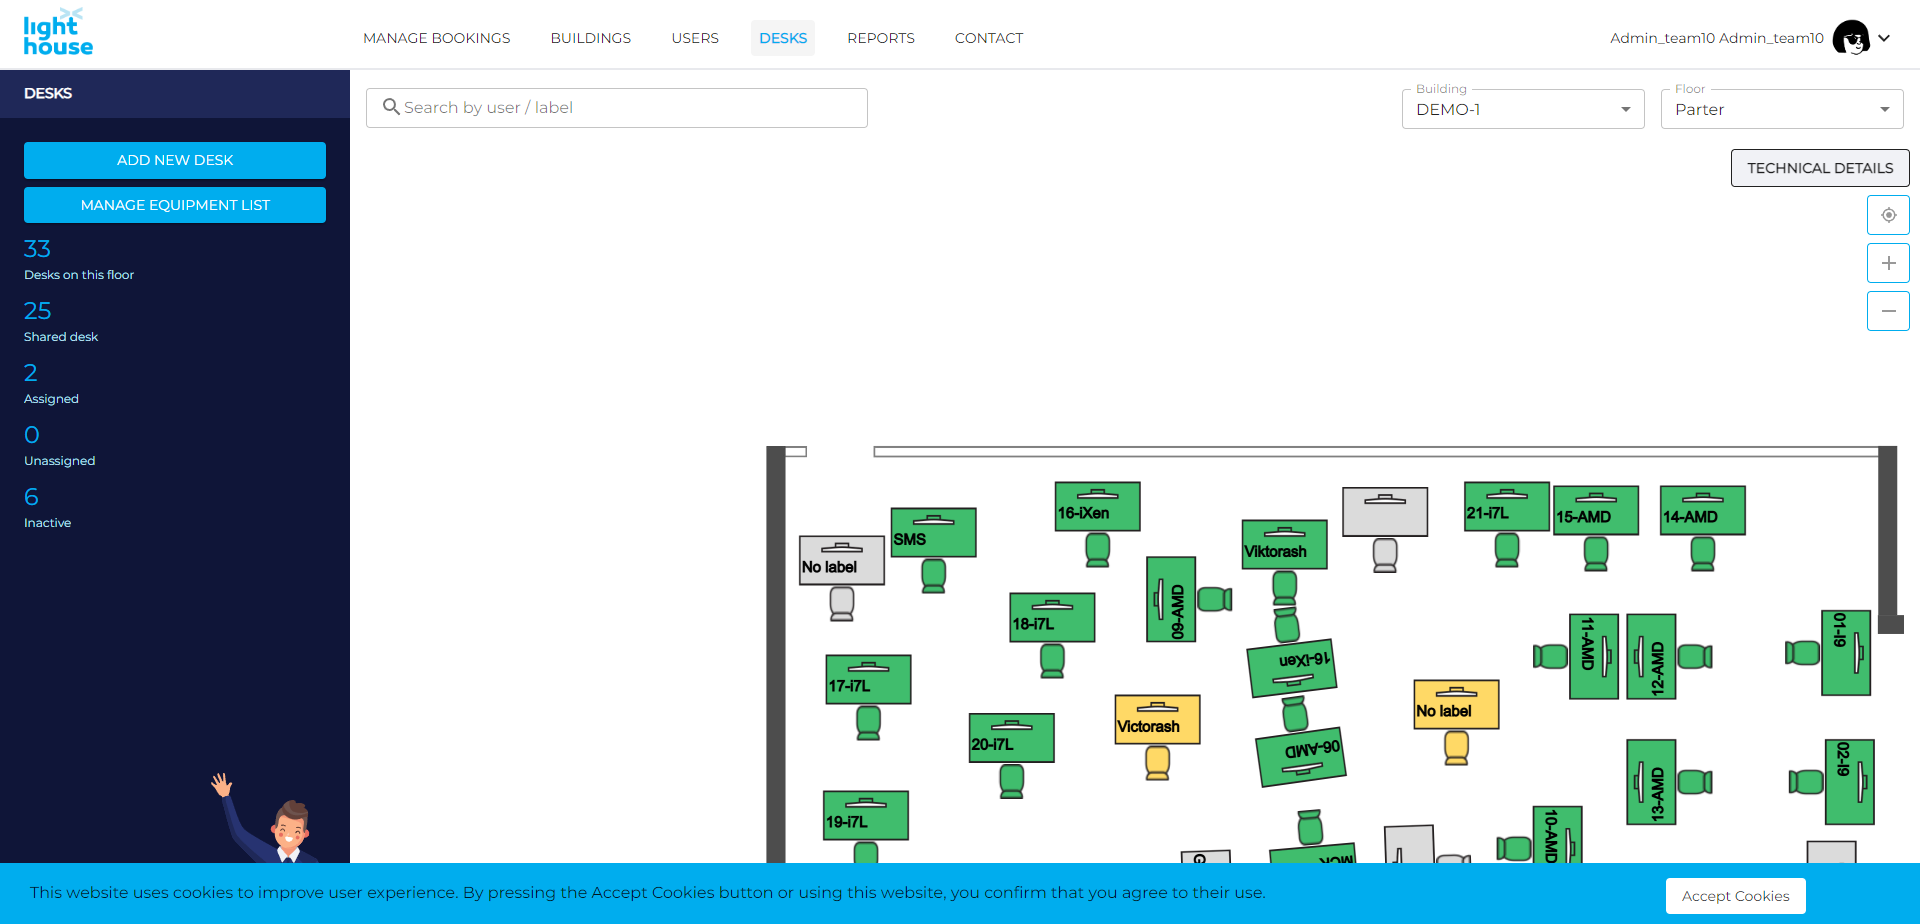 light
house
MANAGE BOOKINGS
BUILDINGS
USERS
DESKS
REPORTS
CONTACT
Admin_team10 Admin_team10
DESKS
ADD NEW DESK
MANAGE EQUIPMENT LIST
33
Desks on this floor
25
Shared desk
2
Assigned
0
Unassigned
6
Inactive
Search by user / label
Building
DEMO-1
Floor
Parter
TECHNICAL DETAILS
16-iXen
21-i7L
15-AMD
14-AMD
SMS
Viktorash
No label
09-AMD
18-i7L
11-AMD
12-AMD
01-I9
16-iXen
17-i7L
No label
Victorash
20-i7L
06-AMD
13-AMD
02-I9
19-i7L
10-AMD
This website uses cookies to improve user experience. By pressing the Accept Cookies button or using this website, you confirm that you agree to their use.
Accept Cookies